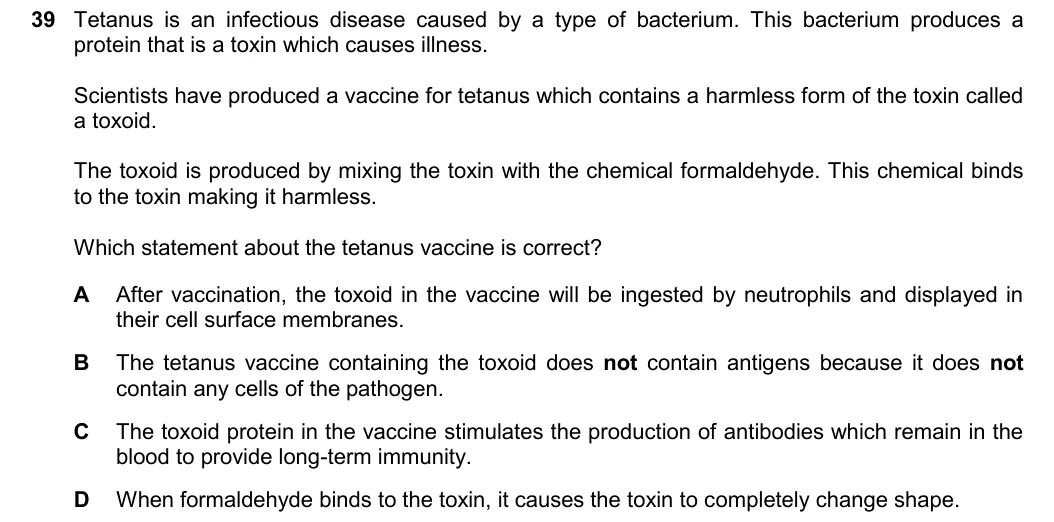 39 Tetanus is an infectious disease caused by a type of bacterium. This bacterium produces a
protein that is a toxin which causes illness.
Scientists have produced a vaccine for tetanus which contains a harmless form of the toxin called
a toxoid.
The toxoid is produced by mixing the toxin with the chemical formaldehyde. This chemical binds
to the toxin making it harmless.
Which statement about the tetanus vaccine is correct?
A After vaccination, the toxoid in the vaccine will be ingested by neutrophils and displayed in
their cell surface membranes.
B The tetanus vaccine containing the toxoid does not contain antigens because it does not
contain any cells of the pathogen.
C The toxoid protein in the vaccine stimulates the production of antibodies which remain in the
blood to provide long-term immunity.
D When formaldehyde binds to the toxin, it causes the toxin to completely change shape.